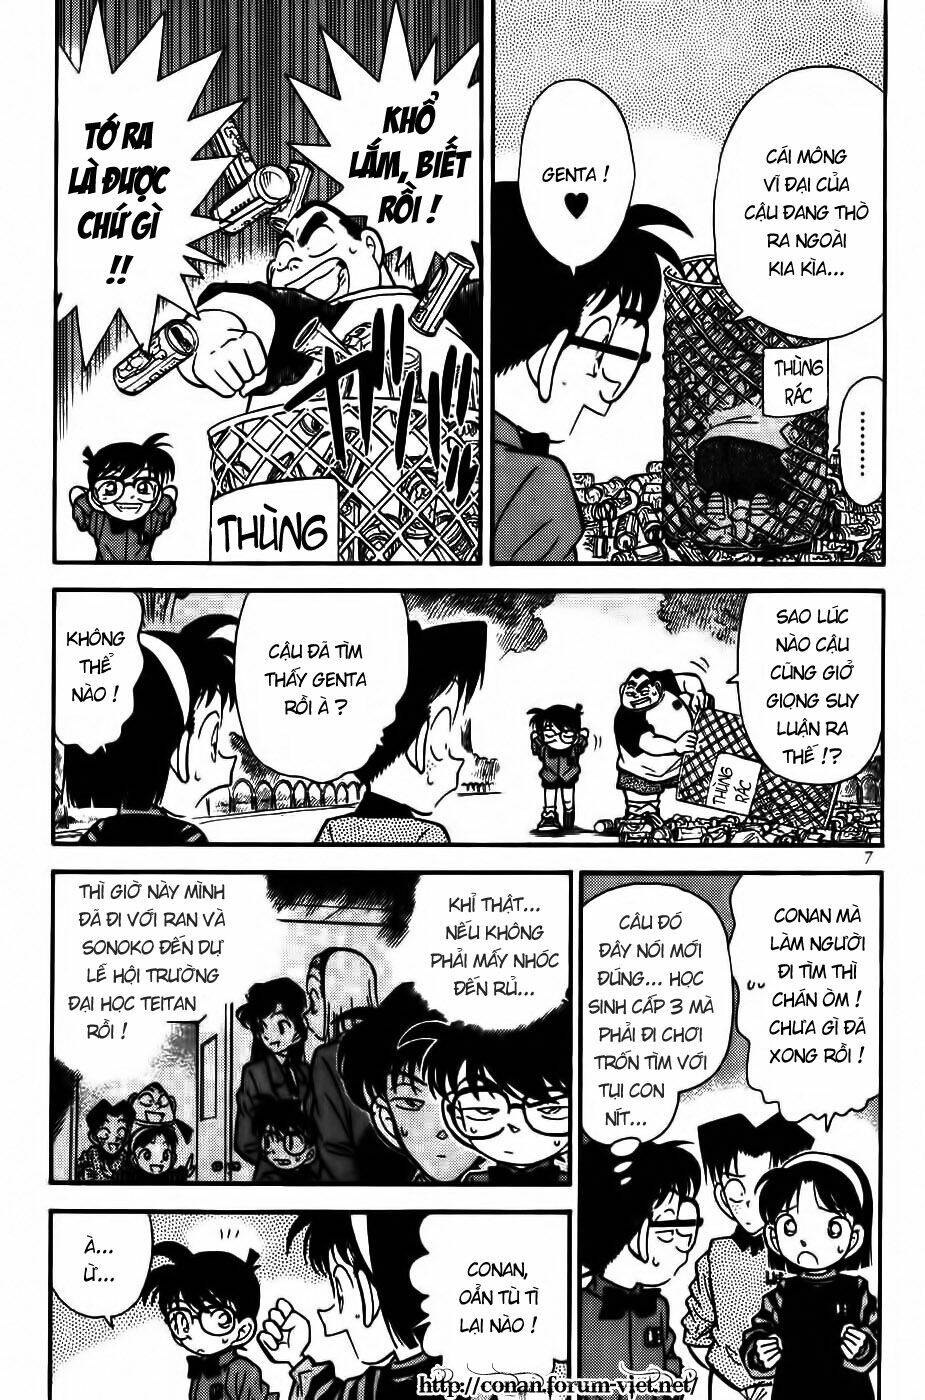 CÁI MÔNG
VĨ ĐẠI CỦA
CẬU ĐANG THÒ
RA NGOÀI
KIA KÌA...
GENTA !
♥
THÙNG
RÁC
..........
KHỔ
LẮM, BIẾT
RỒI !
TỚ RA
LÀ ĐƯỢC
CHỨ GÌ
!!
THÙNG
SAO LÚC
NÀO CẬU
CŨNG GIỞ
GIỌNG SUY
LUẬN RA
THẾ !?
THÙNG
RÁC
CẬU ĐÃ TÌM
THẤY GENTA
RỒI À ?
KHÔNG
THỂ
NÀO !
7
CONAN MÀ
LÀM NGƯỜI
ĐI TÌM THÌ
CHÁN ÒM !
CHƯA GÌ ĐÃ
XONG RỒI !
CÂU ĐÓ
ĐÂY NÓI MỚI
ĐÚNG... HỌC
SINH CẤP 3 MÀ
PHẢI ĐI CHƠI
TRỐN TÌM VỚI
TỤI CON
NÍT...
KHỈ THẬT...
NẾU KHÔNG
PHẢI MẤY NHÓC
ĐẾN RỦ...
THÌ GIỜ NÀY MÌNH
ĐÃ ĐI VỚI RAN VÀ
SONOKO ĐẾN DỰ
LỄ HỘI TRƯỜNG
ĐẠI HỌC TEITAN
RỒI !
CONAN,
OẲN TÙ TÌ
LẠI NÀO !
À...
Ừ...
http://conan.forum-viet.net/